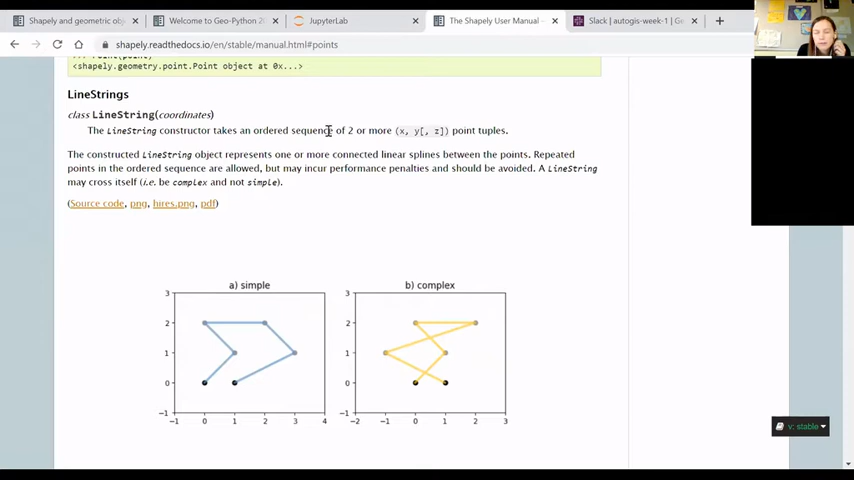 Shapely and geometric obj
Welcome to Geo-Python 20
JupyterLab
The Shapely User Manual —
Slack | autogis-week-1 | Ge
shapely.readthedocs.io/en/stable/manual.html#points
<shapely.geometry.point.Point object at 0x...>
LineStrings
class LineString(coordinates)
The LineString constructor takes an ordered sequence of 2 or more (x, y[, z]) point tuples.
The constructed LineString object represents one or more connected linear splines between the points. Repeated
points in the ordered sequence are allowed, but may incur performance penalties and should be avoided. A LineString
may cross itself (i.e. be complex and not simple).
(Source code, png, hires.png, pdf)
a) simple
b) complex
3
2
1
0
−1
−1 0 1 2 3 4
3
2
1
0
−1
−2 −1 0 1 2 3
v: stable